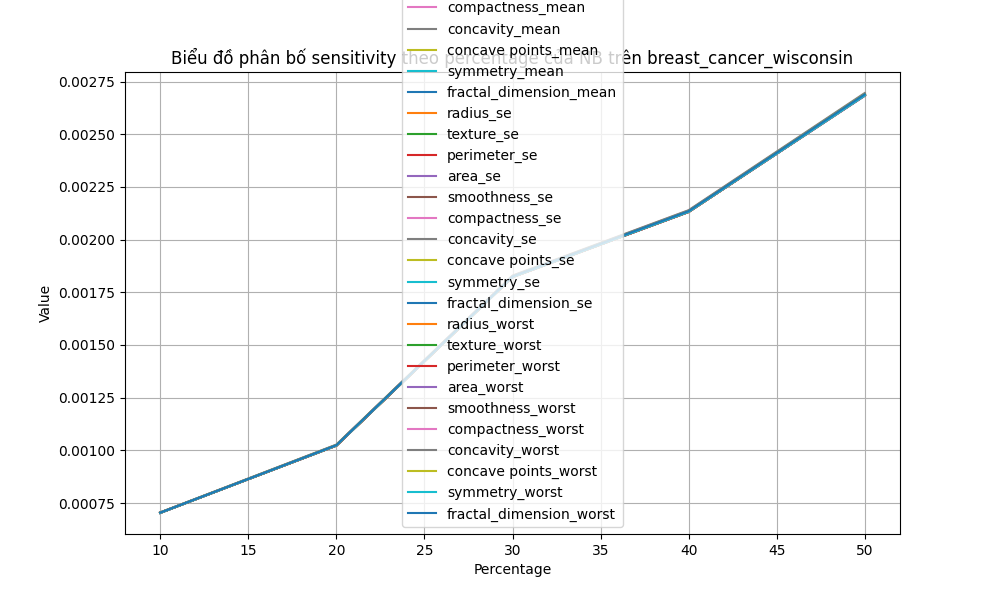 compactness_mean
concavity_mean
concave points_mean
Biểu đồ phân bố sensitivity theo percentage của NB trên breast_cancer_wisconsin
symmetry_mean
fractal_dimension_mean
radius_se
texture_se
perimeter_se
area_se
smoothness_se
compactness_se
concavity_se
concave points_se
symmetry_se
fractal_dimension_se
radius_worst
texture_worst
perimeter_worst
area_worst
smoothness_worst
compactness_worst
concavity_worst
concave points_worst
symmetry_worst
fractal_dimension_worst
0.00275
0.00250
0.00225
0.00200
0.00175
0.00150
0.00125
0.00100
0.00075
Value
10 15 20 25 30 35 40 45 50
Percentage